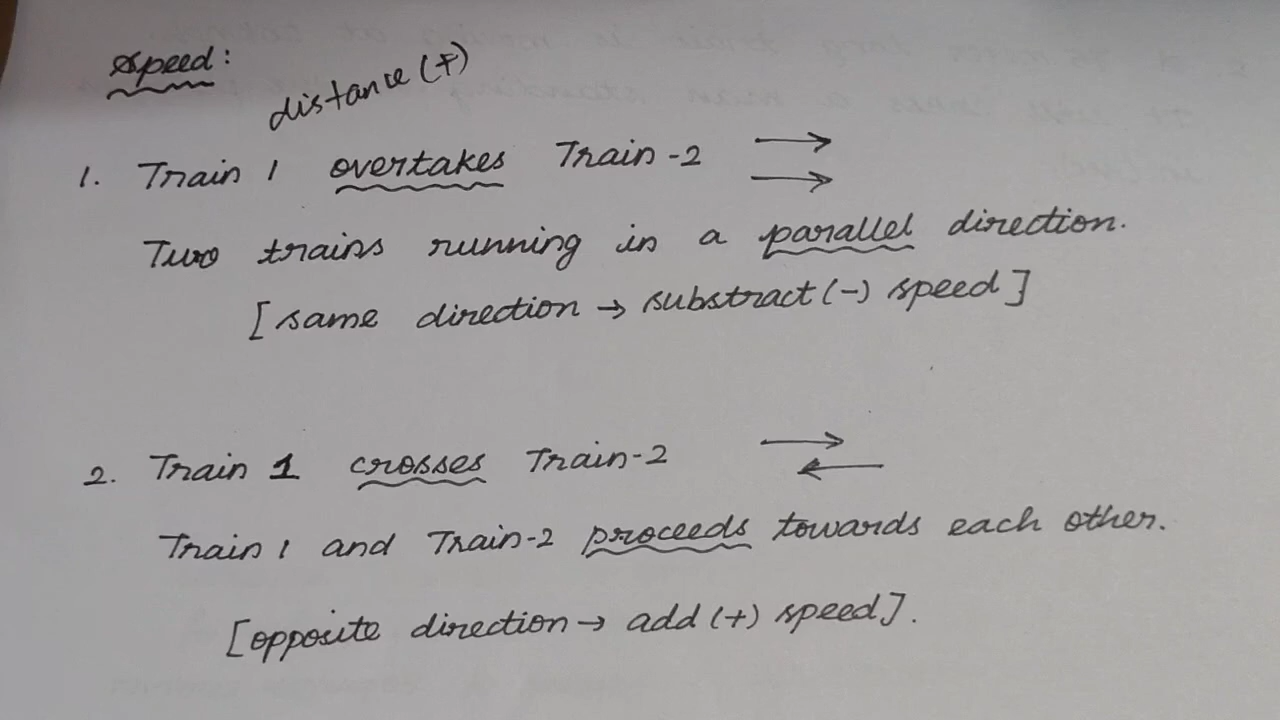 Speed:
distance (+)
1. Train 1 overtakes Train-2
Two trains running in a parallel direction.
[same direction → substract (-) speed]
2. Train 1 crosses Train-2
Train 1 and Train-2 proceeds towards each other.
[opposite direction → add (+) speed].